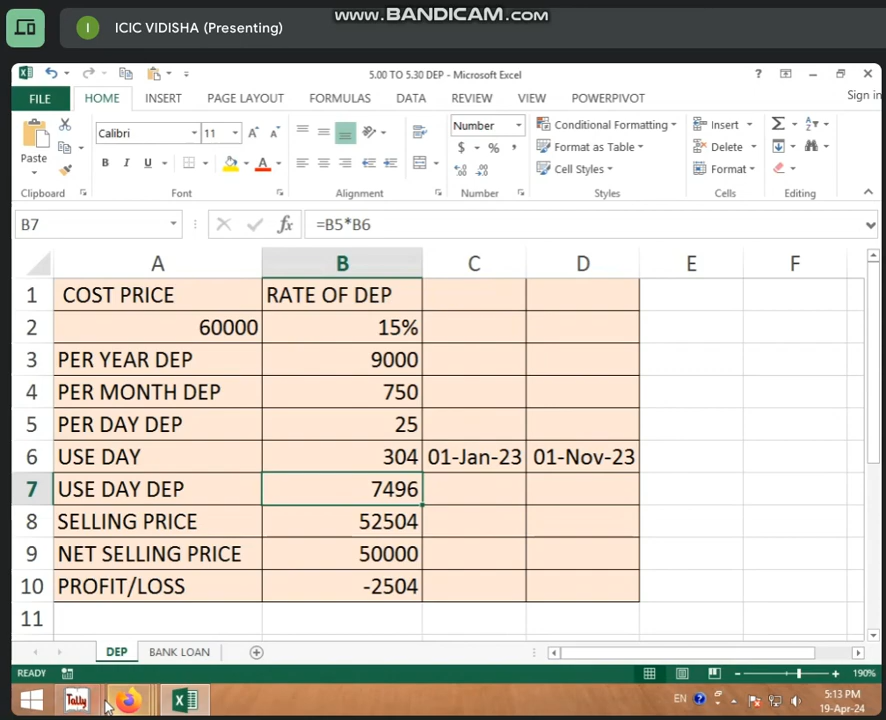 www.BANDICAM.com
I ICIC VIDISHA (Presenting)
5.00 TO 5.30 DEP - Microsoft Excel
Sign in
FILE HOME INSERT PAGE LAYOUT FORMULAS DATA REVIEW VIEW POWERPIVOT
Paste
Calibri 11
B I U
Number
$ % ,
Conditional Formatting
Format as Table
Cell Styles
Insert
Delete
Format
Clipboard Font Alignment Number Styles Cells Editing
B7 fx =B5*B6
A B C D E F
1 COST PRICE RATE OF DEP
2 60000 15%
3 PER YEAR DEP 9000
4 PER MONTH DEP 750
5 PER DAY DEP 25
6 USE DAY 304 01-Jan-23 01-Nov-23
7 USE DAY DEP 7496
8 SELLING PRICE 52504
9 NET SELLING PRICE 50000
10 PROFIT/LOSS -2504
11
DEP BANK LOAN
READY 190%
Tally EN 5:13 PM
19-Apr-24